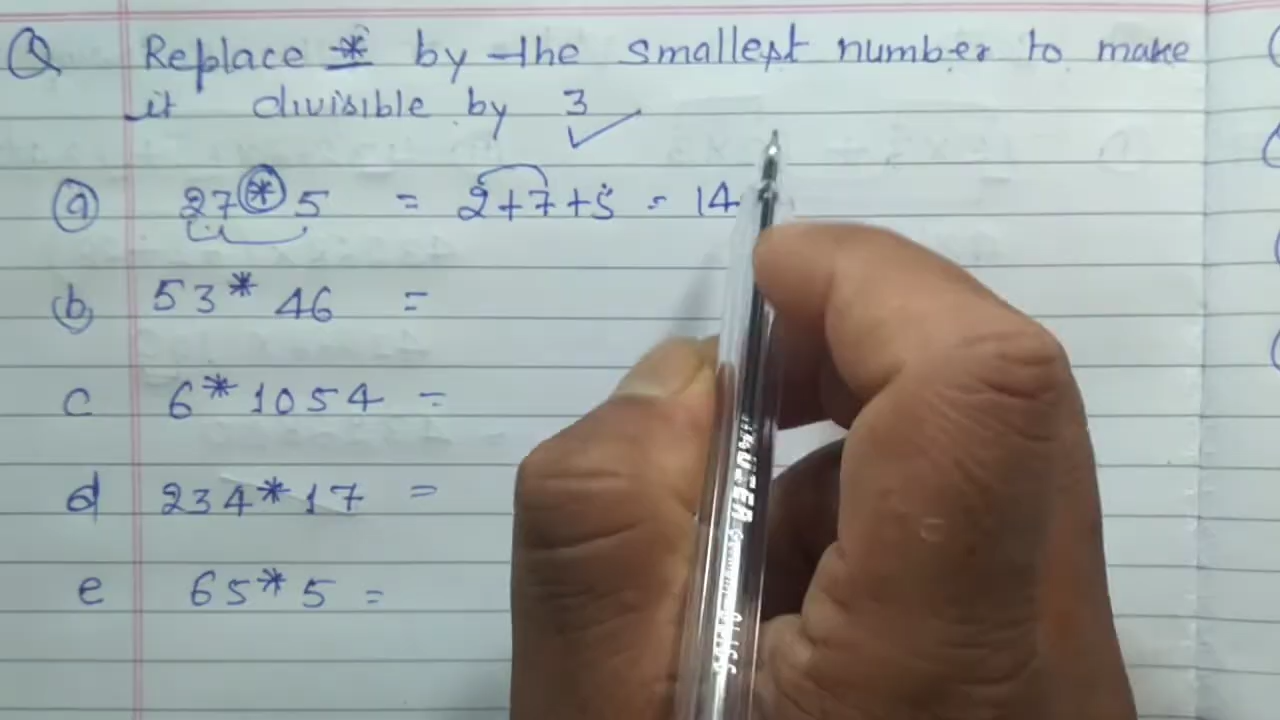 Q Replace * by the smallest number to make
it divisible by 3 ✓
a 27*5 = 2+7+5 = 14
b 53*46 =
c 6*1054 =
d 234*17 =
e 65*5 =